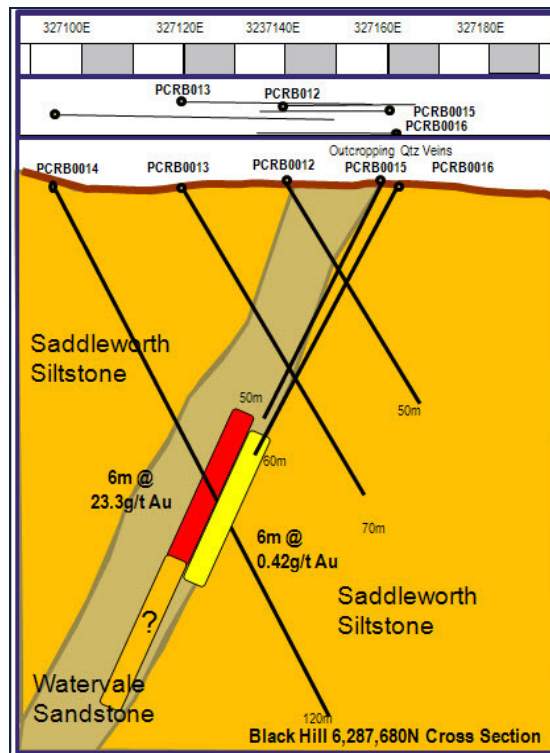 327100E 327120E 3237140E 327160E 327180E
PCRB013 PCRB012
PCRB0015
PCRB0016
Outcropping Qtz Veins
PCRB0014 PCRB0013 PCRB0012 PCRB0015 PCRB0016
Saddleworth
Siltstone
50m
50m
60m
6m @
23.3g/t Au
70m
6m @
0.42g/t Au
Saddleworth
Siltstone
?
Watervale
Sandstone
120m
Black Hill 6,287,680N Cross Section